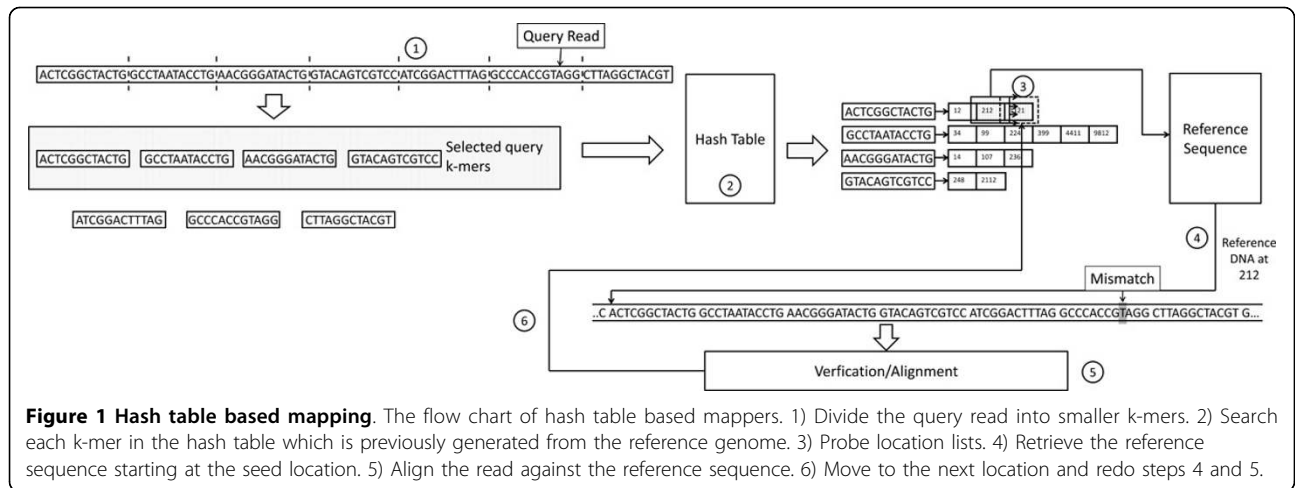 Query Read
1
ACTCGGCTACTG GCCTAATACCTG AACGGGATACTG GTACAGTCGTCC ATCGGACTTTAG GCCCACCGTAGG CTTAGGCTACGT
Selected query
k-mers
ACTCGGCTACTG GCCTAATACCTG AACGGGATACTG GTACAGTCGTCC
ATCGGACTTTAG GCCCACCGTAGG CTTAGGCTACGT
Hash Table
2
3
ACTCGGCTACTG 12 212
GCCTAATACCTG 34 99 224 399 4411 9812
AACGGGATACTG 14 107 236
GTACAGTCGTCC 248 2112
Reference
Sequence
4
Reference
DNA at
212
Mismatch
..C ACTCGGCTACTG GCCTAATACCTG AACGGGATACTG GTACAGTCGTCC ATCGGACTTTAG GCCCACCGTAGG CTTAGGCTACGT G...
6
Verfication/Alignment
5
Figure 1 Hash table based mapping. The flow chart of hash table based mappers. 1) Divide the query read into smaller k-mers. 2) Search
each k-mer in the hash table which is previously generated from the reference genome. 3) Probe location lists. 4) Retrieve the reference
sequence starting at the seed location. 5) Align the read against the reference sequence. 6) Move to the next location and redo steps 4 and 5.